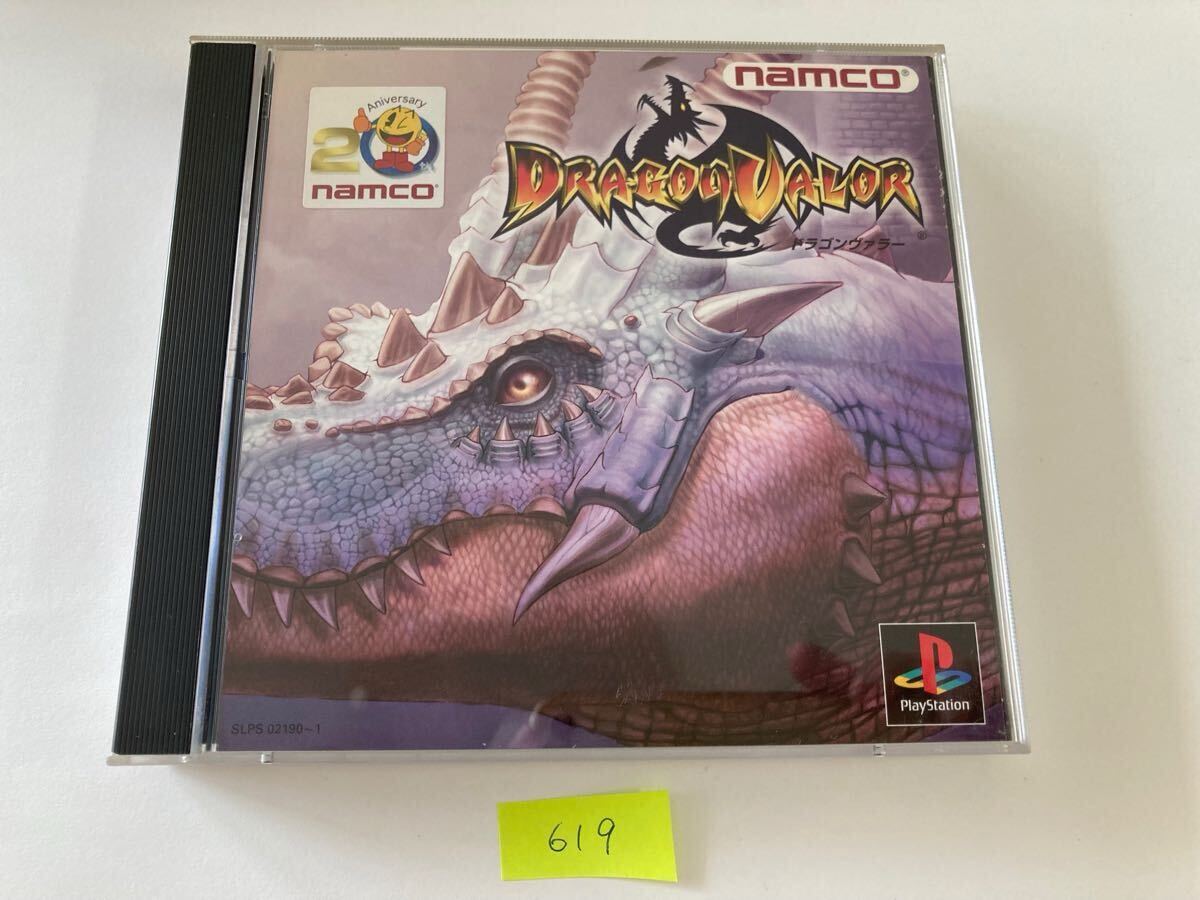 Aniversary
20
namco
namco
DRAGON VALOR
ドラゴンヴァラー
PlayStation
SLPS 02190~1
619